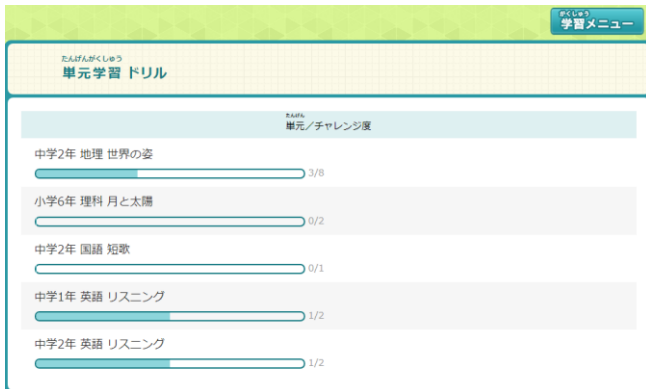 がくしゅう
学習メニュー
たんげんがくしゅう
単元学習 ドリル
たんげん
単元／チャレンジ度
中学2年 地理 世界の姿
3/8
小学6年 理科 月と太陽
0/2
中学2年 国語 短歌
0/1
中学1年 英語 リスニング
1/2
中学2年 英語 リスニング
1/2